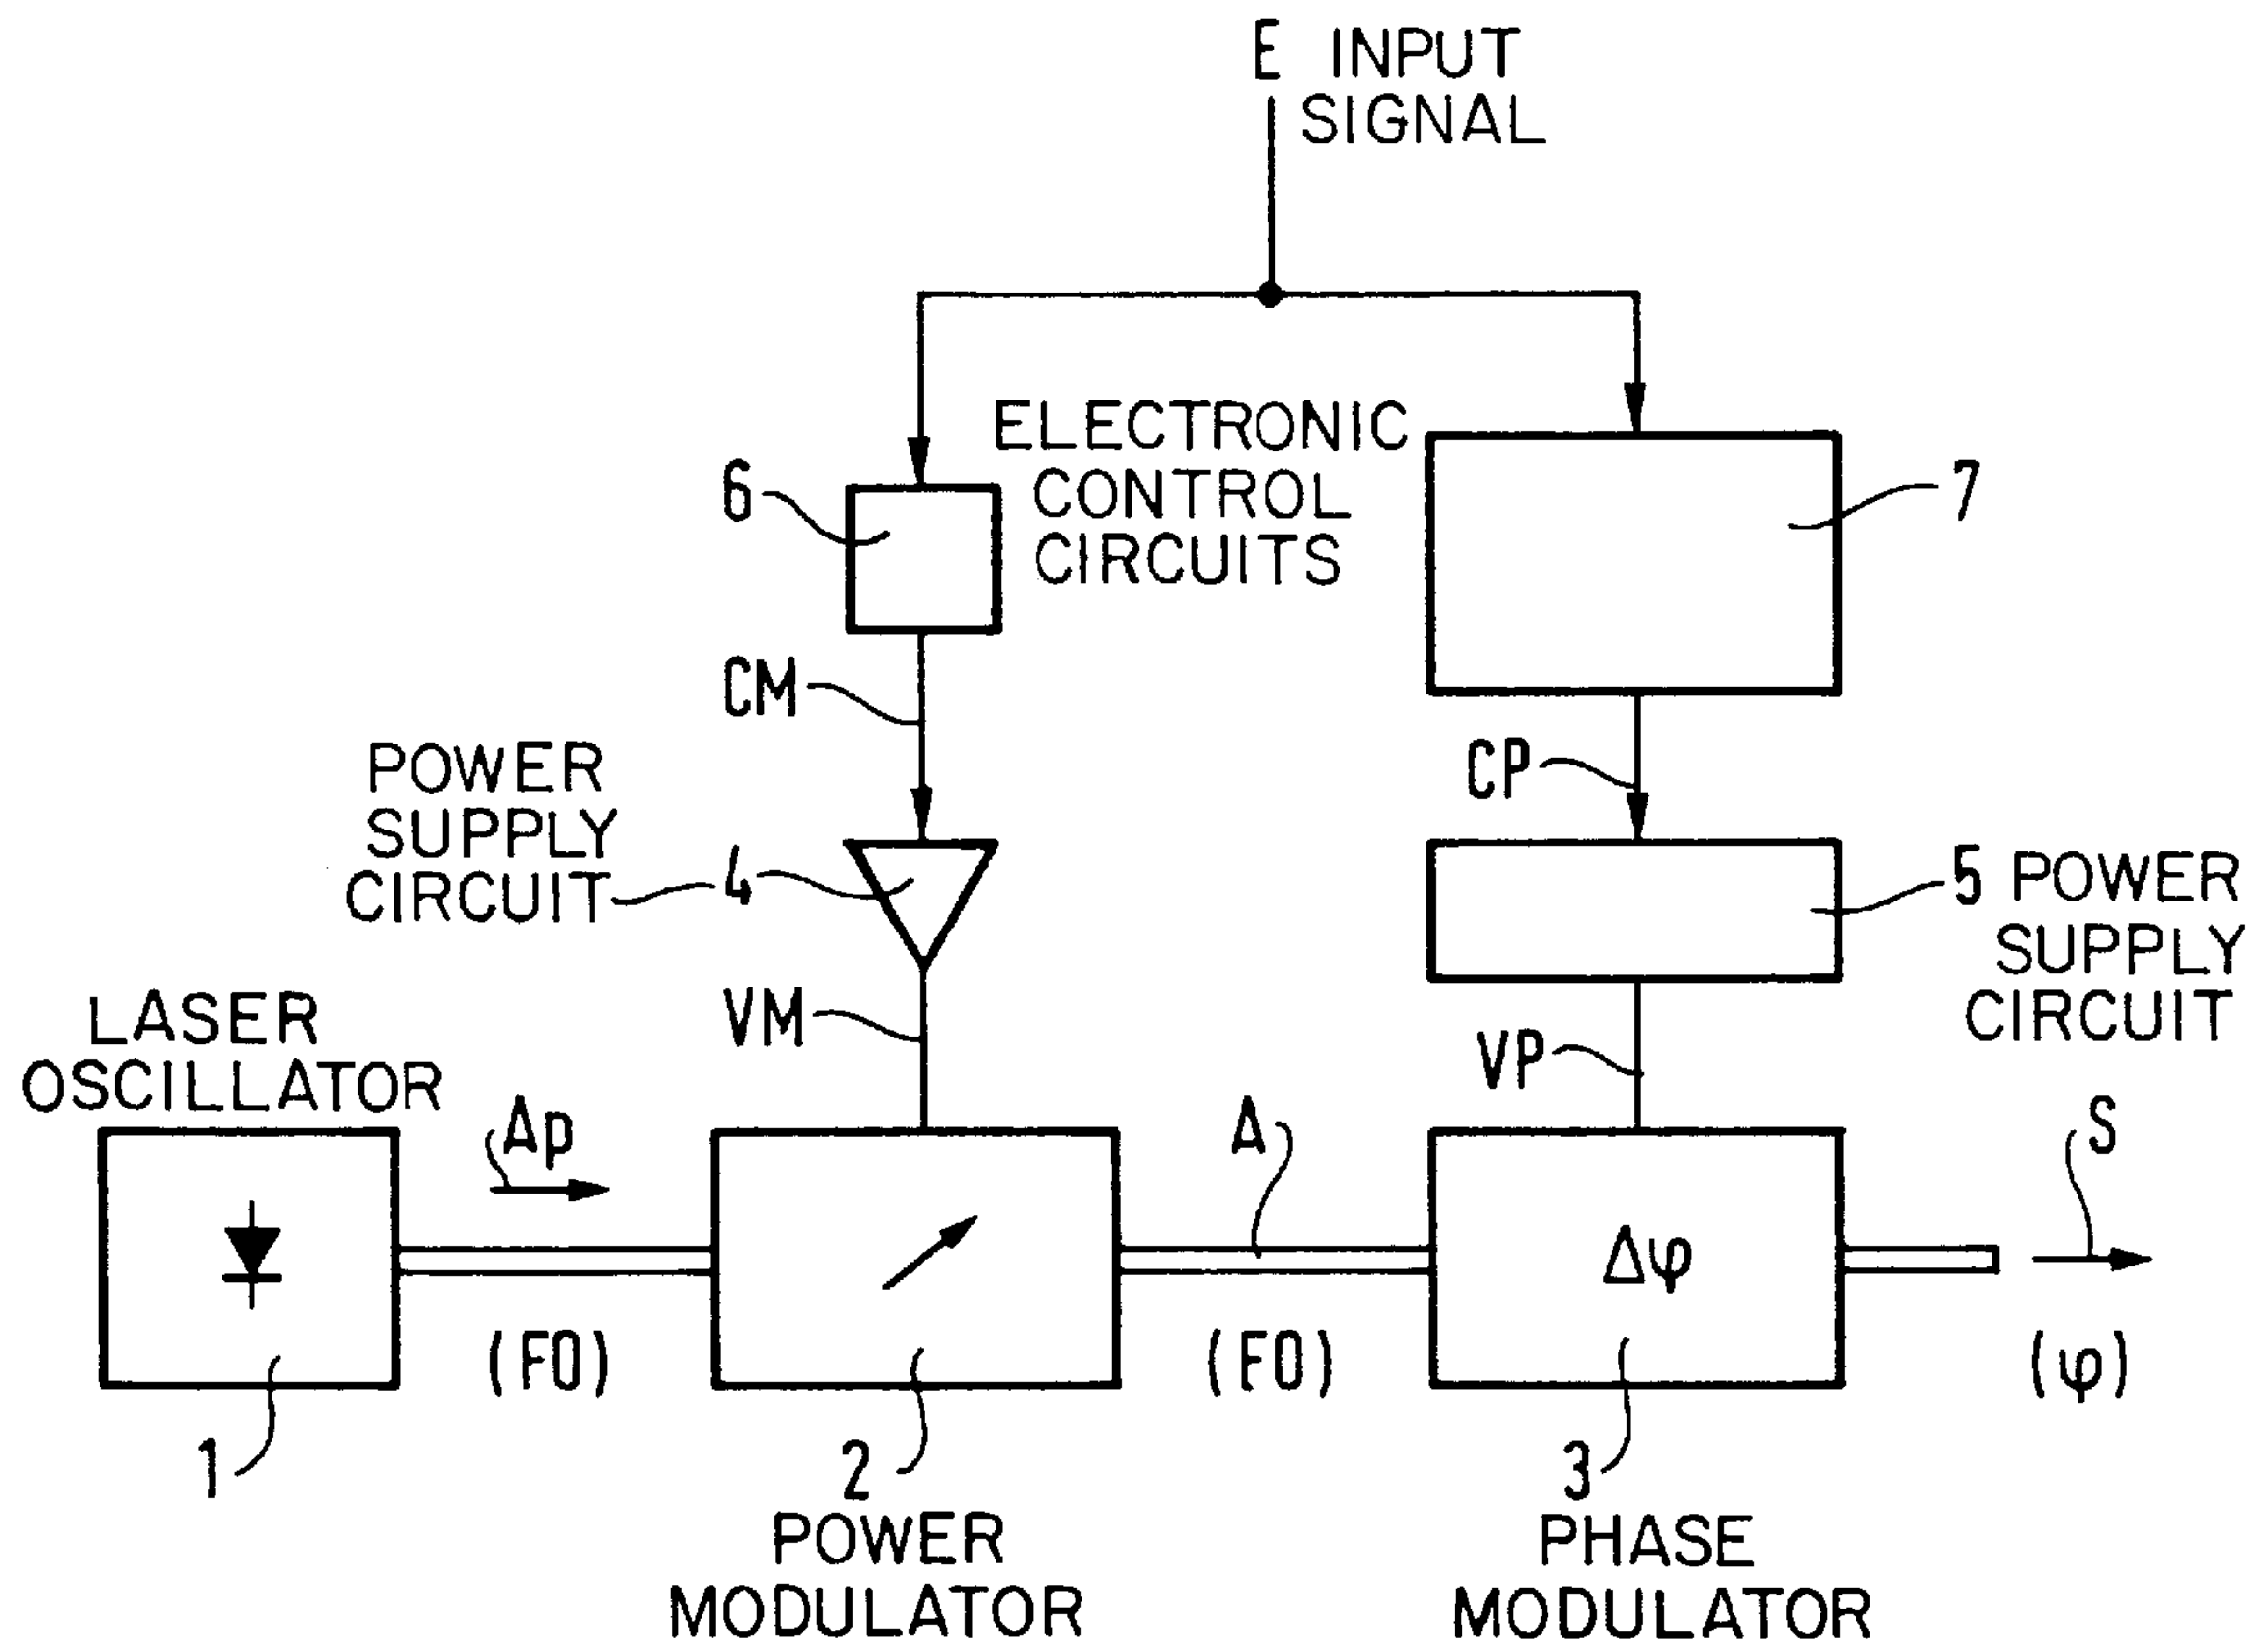 E INPUT
SIGNAL
ELECTRONIC
CONTROL
CIRCUITS
6
7
CM
CP
POWER
SUPPLY
CIRCUIT
4
5 POWER
SUPPLY
CIRCUIT
VM
VP
LASER
OSCILLATOR
Ap
A
S
Δφ
(FO)
(FO)
(φ)
1
2
3
POWER
MODULATOR
PHASE
MODULATOR